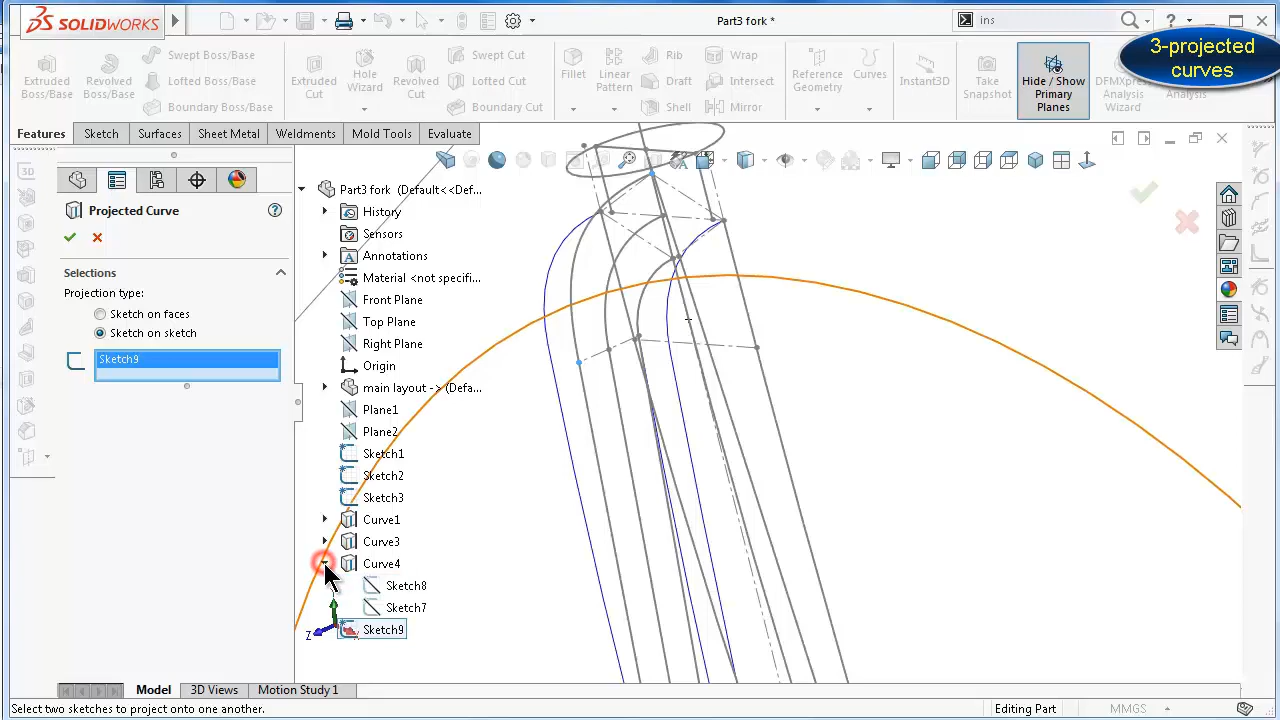 SOLIDWORKS
Part3 fork *
ins
3-projected
curves
Extruded
Boss/Base
Revolved
Boss/Base
Swept Boss/Base
Lofted Boss/Base
Boundary Boss/Base
Extruded
Cut
Hole
Wizard
Revolved
Cut
Swept Cut
Lofted Cut
Boundary Cut
Fillet
Linear
Pattern
Rib
Draft
Shell
Wrap
Intersect
Mirror
Reference
Geometry
Curves
Instant3D
Take
Snapshot
Hide / Show
Primary
Planes
DFMXpress
Analysis
Wizard
Analysis
Features
Sketch
Surfaces
Sheet Metal
Weldments
Mold Tools
Evaluate
3D
Projected Curve
?
Selections
Projection type:
Sketch on faces
Sketch on sketch
Sketch9
Part3 fork (Default<<Def...
History
Sensors
Annotations
Material <not specifi...
Front Plane
Top Plane
Right Plane
Origin
main layout -> (Defa...
Plane1
Plane2
Sketch1
Sketch2
Sketch3
Curve1
Curve3
Curve4
Sketch8
Sketch7
Sketch9
Z
Model
3D Views
Motion Study 1
Select two sketches to project onto one another.
Editing Part
MMGS